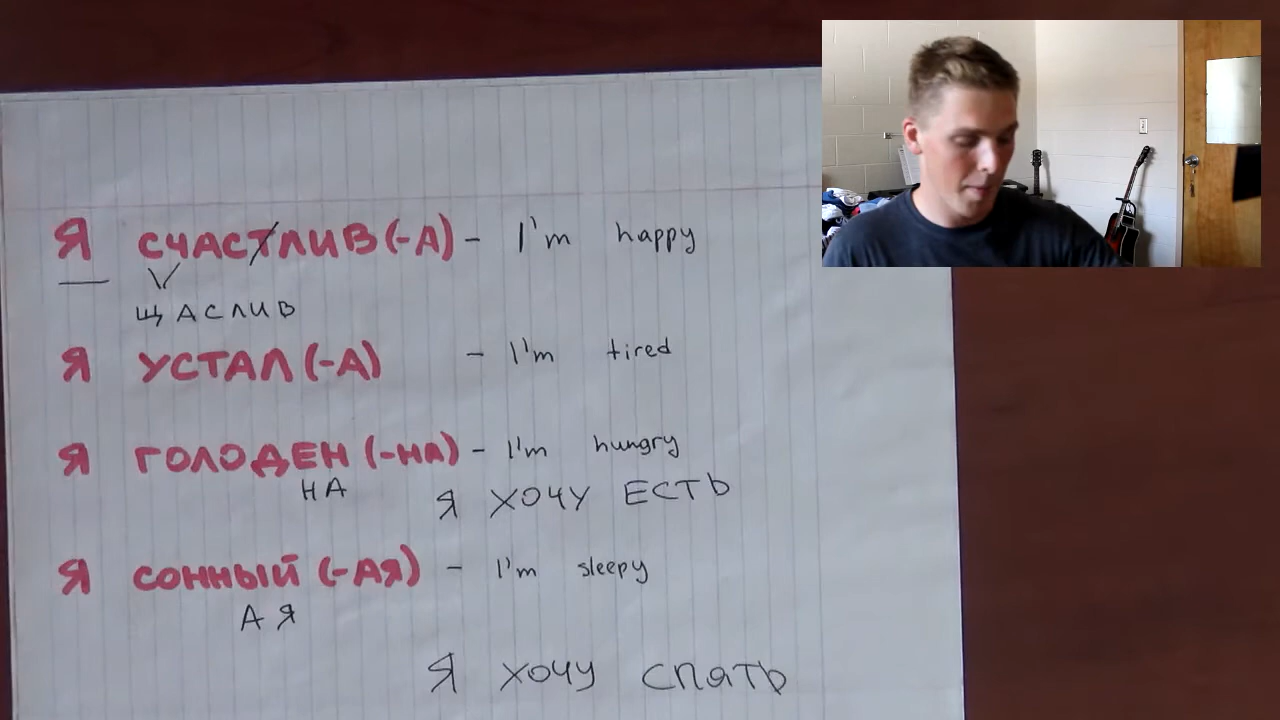 Я СЧАСТЛИВ (-А) - I'm happy
ЩАСЛИВ
Я УСТАЛ (-А) - I'm tired
Я ГОЛОДЕН (-НА) - I'm hungry
НА
Я ХОЧУ ЕСТЬ
Я СОННЫЙ (-АЯ) - I'm sleepy
АЯ
Я ХОЧУ СПАТЬ